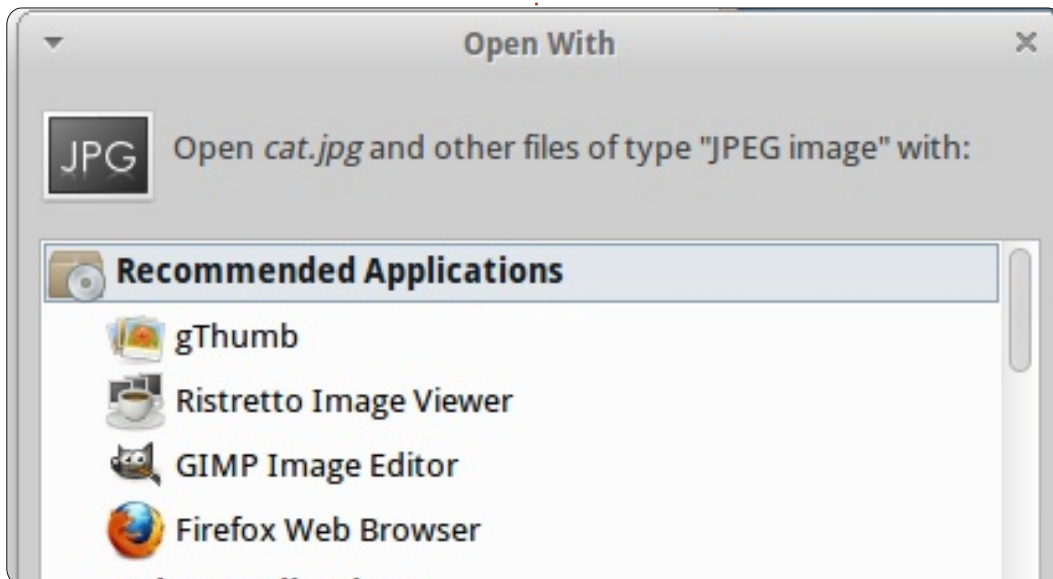 Open With
JPG
Open cat.jpg and other files of type "JPEG image" with:
Recommended Applications
gThumb
Ristretto Image Viewer
GIMP Image Editor
Firefox Web Browser